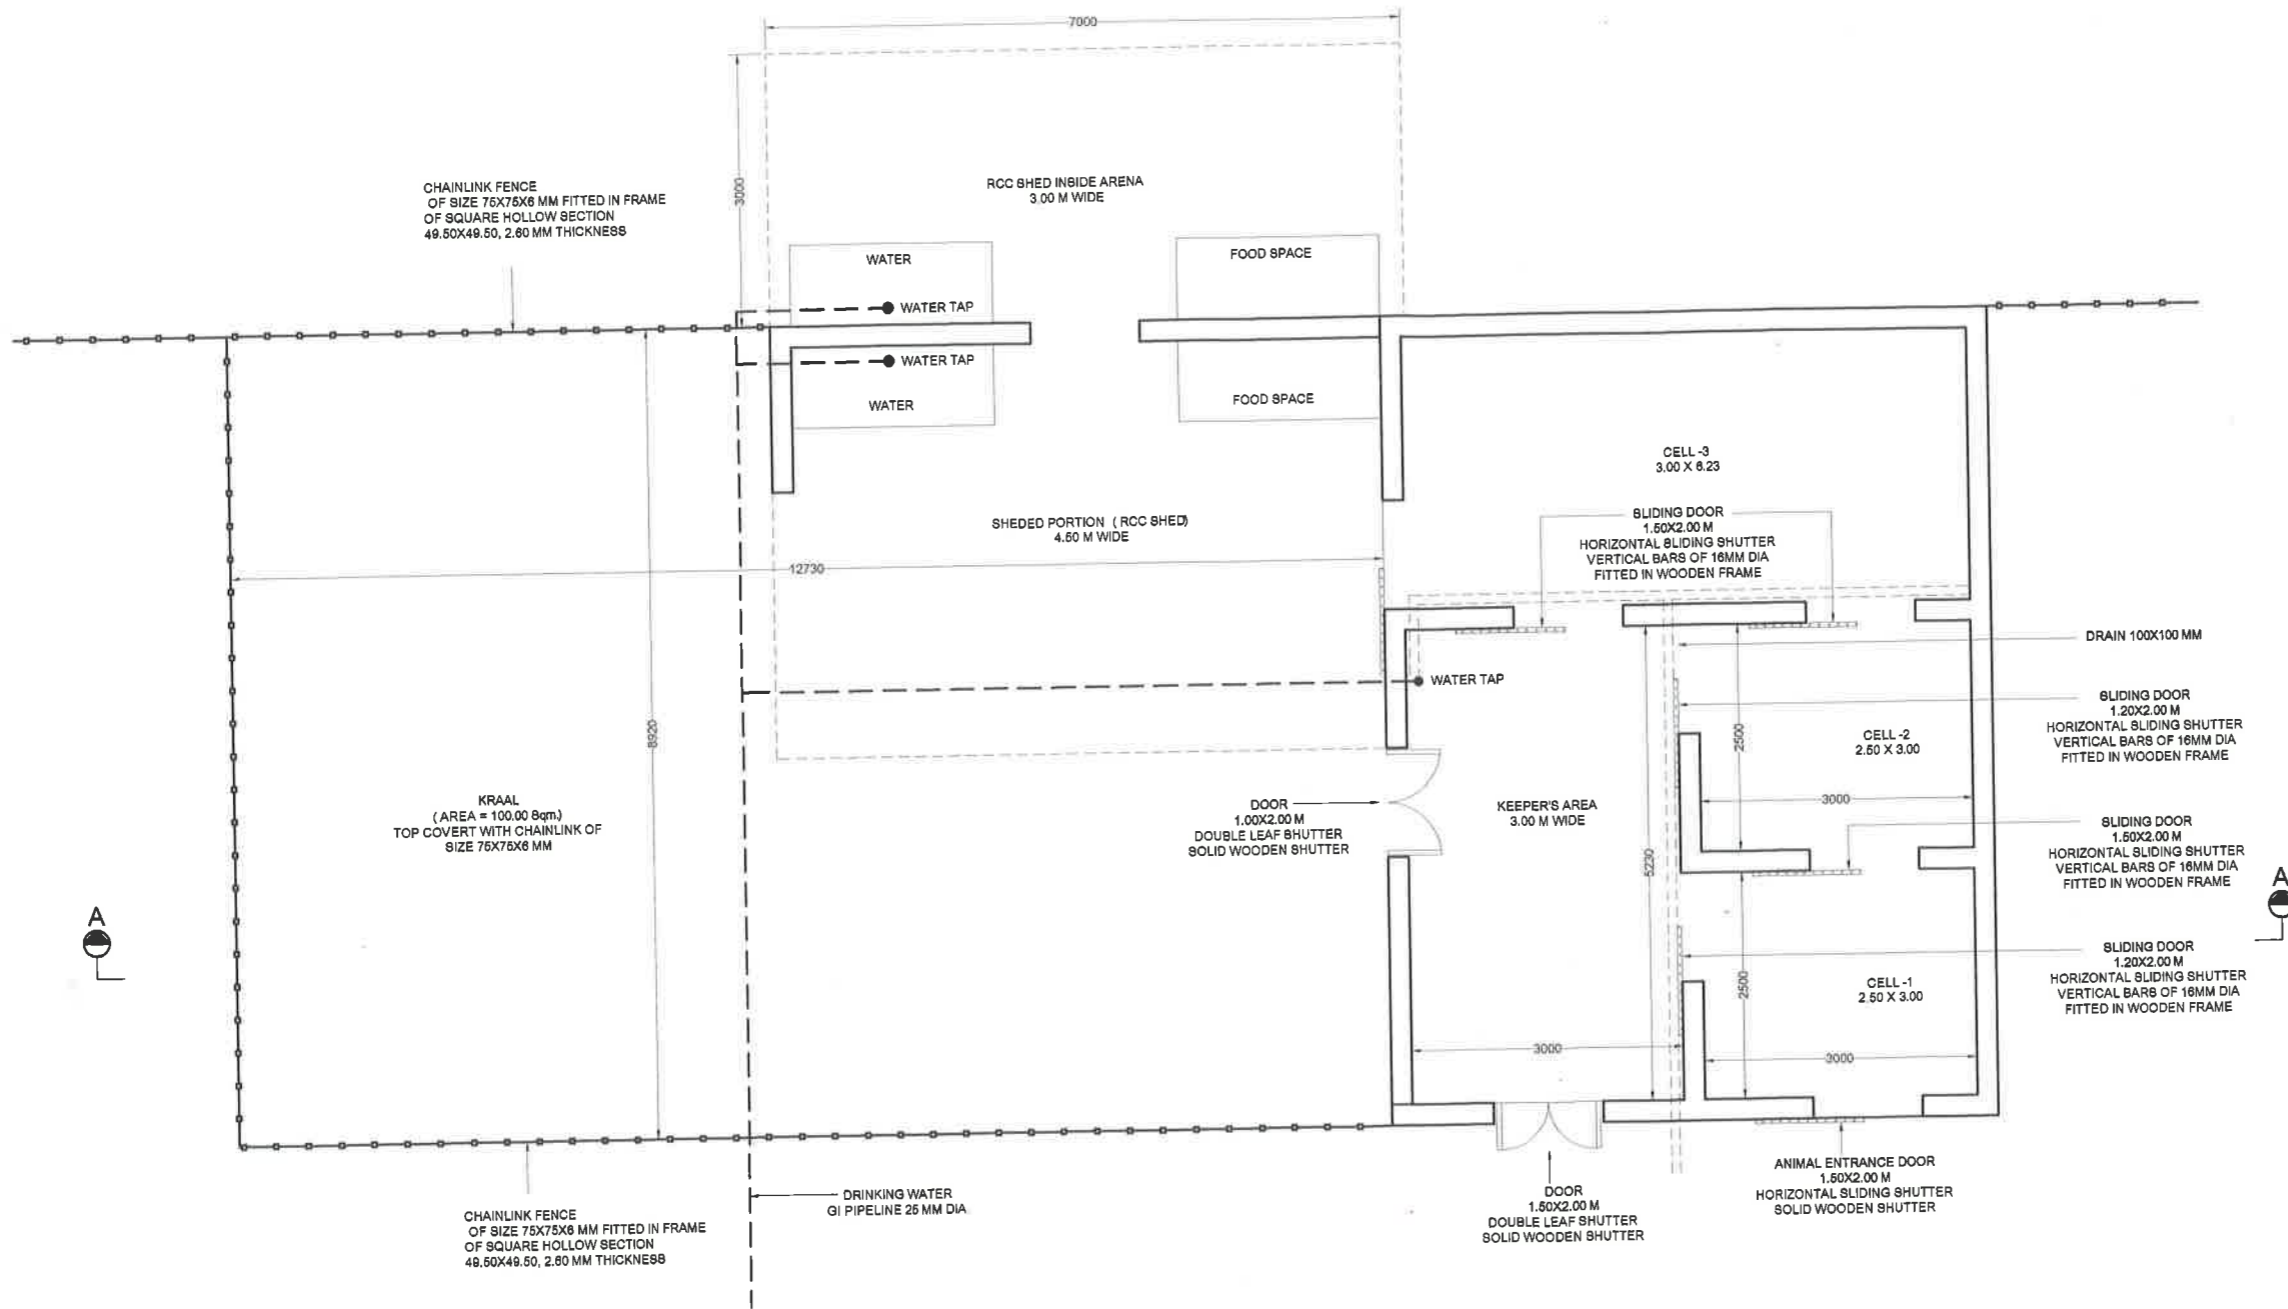 7000
3000
RCC SHED INSIDE ARENA
3.00 M WIDE
CHAINLINK FENCE
OF SIZE 75X75X6 MM FITTED IN FRAME
OF SQUARE HOLLOW SECTION
49.50X49.50, 2.60 MM THICKNESS
WATER
FOOD SPACE
WATER TAP
WATER TAP
WATER
FOOD SPACE
CELL -3
3.00 X 6.23
SHEDED PORTION ( RCC SHED)
4.50 M WIDE
SLIDING DOOR
1.50X2.00 M
HORIZONTAL SLIDING SHUTTER
VERTICAL BARS OF 16MM DIA
FITTED IN WOODEN FRAME
12730
DRAIN 100X100 MM
WATER TAP
SLIDING DOOR
1.20X2.00 M
HORIZONTAL SLIDING SHUTTER
VERTICAL BARS OF 16MM DIA
FITTED IN WOODEN FRAME
8920
2500
CELL -2
2.50 X 3.00
3000
KRAAL
( AREA = 100.00 Sqm.)
TOP COVERT WITH CHAINLINK OF
SIZE 75X75X6 MM
DOOR
1.00X2.00 M
DOUBLE LEAF SHUTTER
SOLID WOODEN SHUTTER
KEEPER'S AREA
3.00 M WIDE
SLIDING DOOR
1.50X2.00 M
HORIZONTAL SLIDING SHUTTER
VERTICAL BARS OF 16MM DIA
FITTED IN WOODEN FRAME
5230
A
A
SLIDING DOOR
1.20X2.00 M
HORIZONTAL SLIDING SHUTTER
VERTICAL BARS OF 16MM DIA
FITTED IN WOODEN FRAME
2500
CELL -1
2.50 X 3.00
3000
3000
DRINKING WATER
GI PIPELINE 25 MM DIA
CHAINLINK FENCE
OF SIZE 75X75X6 MM FITTED IN FRAME
OF SQUARE HOLLOW SECTION
49.50X49.50, 2.60 MM THICKNESS
DOOR
1.50X2.00 M
DOUBLE LEAF SHUTTER
SOLID WOODEN SHUTTER
ANIMAL ENTRANCE DOOR
1.50X2.00 M
HORIZONTAL SLIDING SHUTTER
SOLID WOODEN SHUTTER